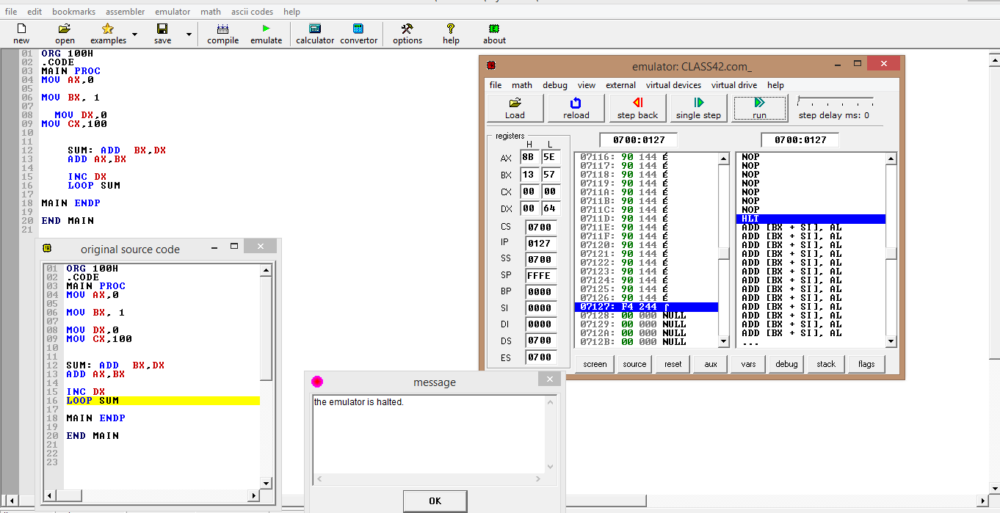 file edit bookmarks assembler emulator math ascii codes help
new open examples save compile emulate calculator convertor options help about
01 ORG 100H
02 .CODE
03 MAIN PROC
04 MOV AX,0
05
06 MOV BX, 1
07
08 MOV DX,0
09 MOV CX,100
10
11
12 SUM: ADD BX,DX
13 ADD AX,BX
14
15 INC DX
16 LOOP SUM
17
18 MAIN ENDP
19
20 END MAIN
21
original source code
01 ORG 100H
02 .CODE
03 MAIN PROC
04 MOV AX,0
05
06 MOV BX, 1
07
08 MOV DX,0
09 MOV CX,100
10
11
12 SUM: ADD BX,DX
13 ADD AX,BX
14
15 INC DX
16 LOOP SUM
17
18 MAIN ENDP
19
20 END MAIN
21
22
23
message
the emulator is halted.
OK
emulator: CLASS42.com_
file math debug view external virtual devices virtual drive help
Load reload step back single step run step delay ms: 0
registers
H L
AX 8B 5E
BX 13 57
CX 00 00
DX 00 64
CS 0700
IP 0127
SS 0700
SP FFFE
BP 0000
SI 0000
DI 0000
DS 0700
ES 0700
0700:0127
07116: 90 144 É
07117: 90 144 É
07118: 90 144 É
07119: 90 144 É
0711A: 90 144 É
0711B: 90 144 É
0711C: 90 144 É
0711D: 90 144 É
0711E: 90 144 É
0711F: 90 144 É
07120: 90 144 É
07121: 90 144 É
07122: 90 144 É
07123: 90 144 É
07124: 90 144 É
07125: 90 144 É
07126: 90 144 É
07127: F4 244 ⌠
07128: 00 000 NULL
07129: 00 000 NULL
0712A: 00 000 NULL
0712B: 00 000 NULL
0700:0127
NOP
NOP
NOP
NOP
NOP
NOP
NOP
HLT
ADD [BX + SI], AL
ADD [BX + SI], AL
ADD [BX + SI], AL
ADD [BX + SI], AL
ADD [BX + SI], AL
ADD [BX + SI], AL
ADD [BX + SI], AL
ADD [BX + SI], AL
ADD [BX + SI], AL
ADD [BX + SI], AL
ADD [BX + SI], AL
ADD [BX + SI], AL
ADD [BX + SI], AL
...
screen source reset aux vars debug stack flags